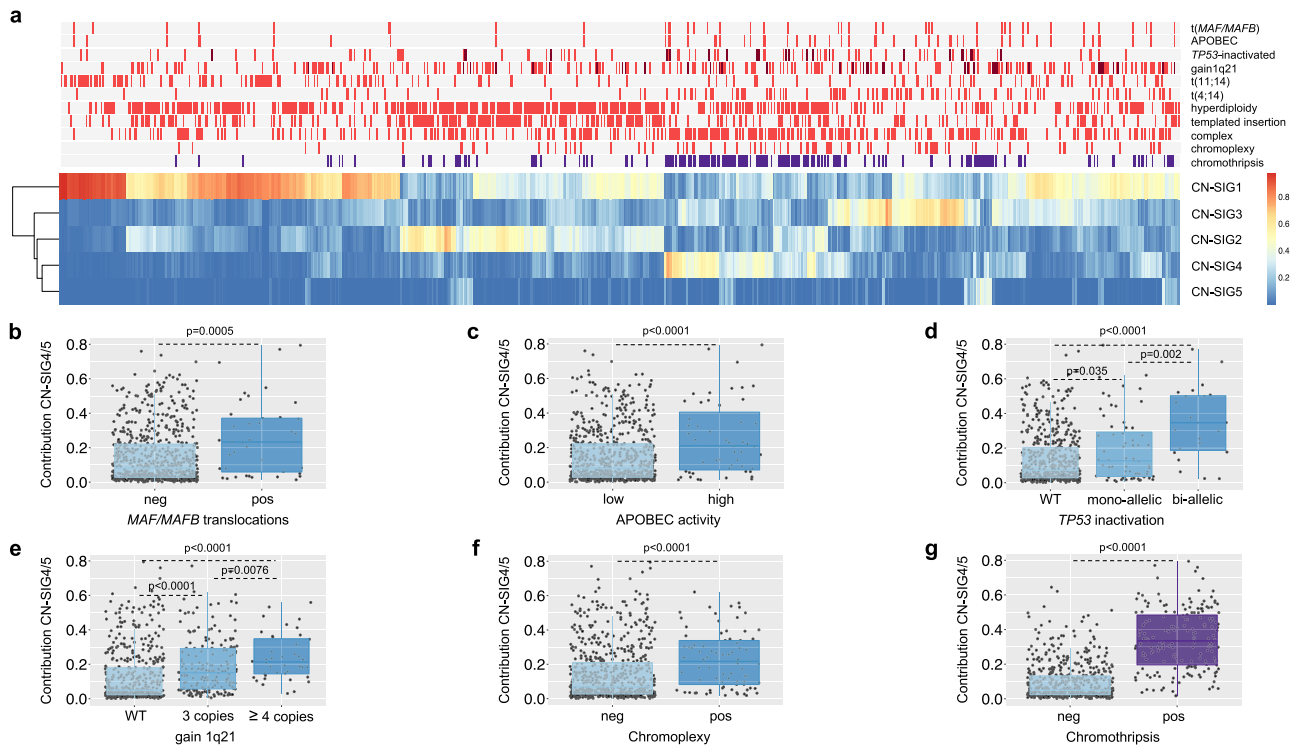 a
t(MAF/MAFB)
APOBEC
TP53-inactivated
gain1q21
t(11;14)
t(4;14)
hyperdiploidy
templated insertion
complex
chromoplexy
chromothripsis
CN-SIG1
CN-SIG3
CN-SIG2
CN-SIG4
CN-SIG5
0.8
0.6
0.4
0.2
b
p=0.0005
Contribution CN-SIG4/5
0.8
0.6
0.4
0.2
0.0
neg pos
MAF/MAFB translocations
c
p<0.0001
Contribution CN-SIG4/5
0.8
0.6
0.4
0.2
0.0
low high
APOBEC activity
d
p<0.0001
p=0.002
p=0.035
Contribution CN-SIG4/5
0.8
0.6
0.4
0.2
0.0
WT mono-allelic bi-allelic
TP53 inactivation
e
p<0.0001
p=0.0076
p<0.0001
Contribution CN-SIG4/5
0.8
0.6
0.4
0.2
0.0
WT 3 copies ≥ 4 copies
gain 1q21
f
p<0.0001
Contribution CN-SIG4/5
0.8
0.6
0.4
0.2
0.0
neg pos
Chromoplexy
g
p<0.0001
Contribution CN-SIG4/5
0.8
0.6
0.4
0.2
0.0
neg pos
Chromothripsis